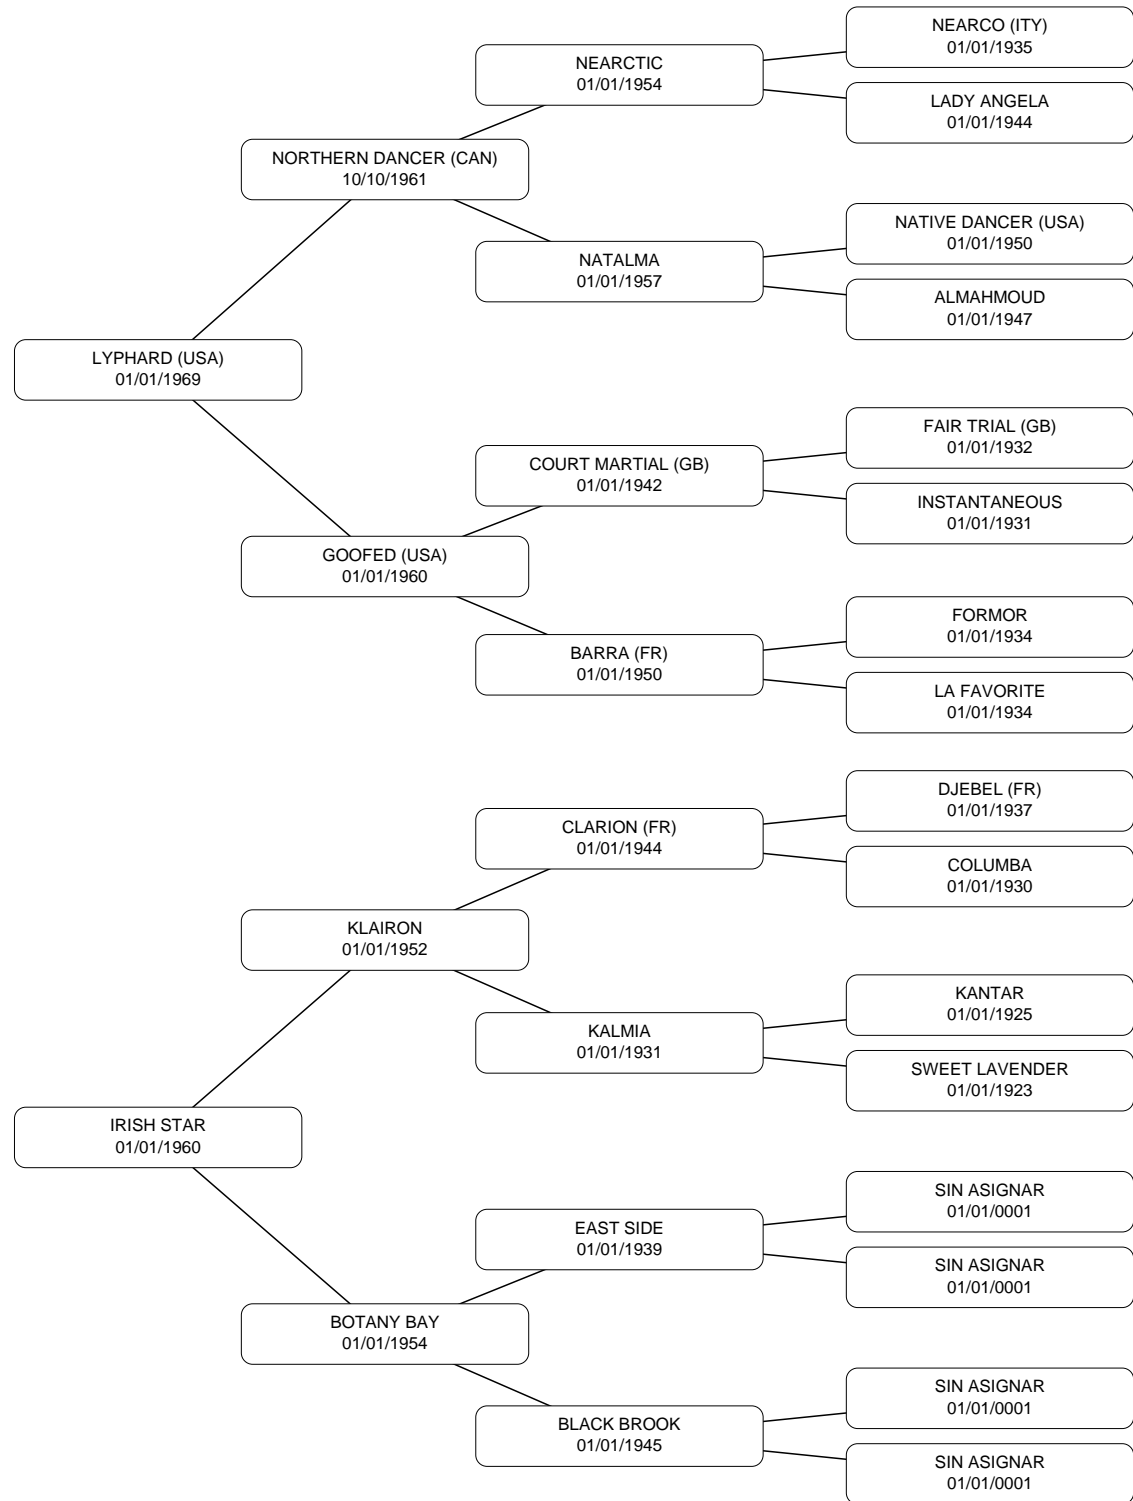 NEARCO (ITY)
01/01/1935
NEARCTIC
01/01/1954
LADY ANGELA
01/01/1944
NORTHERN DANCER (CAN)
10/10/1961
NATIVE DANCER (USA)
01/01/1950
NATALMA
01/01/1957
ALMAHMOUD
01/01/1947
LYPHARD (USA)
01/01/1969
FAIR TRIAL (GB)
01/01/1932
COURT MARTIAL (GB)
01/01/1942
INSTANTANEOUS
01/01/1931
GOOFED (USA)
01/01/1960
FORMOR
01/01/1934
BARRA (FR)
01/01/1950
LA FAVORITE
01/01/1934
DJEBEL (FR)
01/01/1937
CLARION (FR)
01/01/1944
COLUMBA
01/01/1930
KLAIRON
01/01/1952
KANTAR
01/01/1925
KALMIA
01/01/1931
SWEET LAVENDER
01/01/1923
IRISH STAR
01/01/1960
SIN ASIGNAR
01/01/0001
EAST SIDE
01/01/1939
SIN ASIGNAR
01/01/0001
BOTANY BAY
01/01/1954
SIN ASIGNAR
01/01/0001
BLACK BROOK
01/01/1945
SIN ASIGNAR
01/01/0001